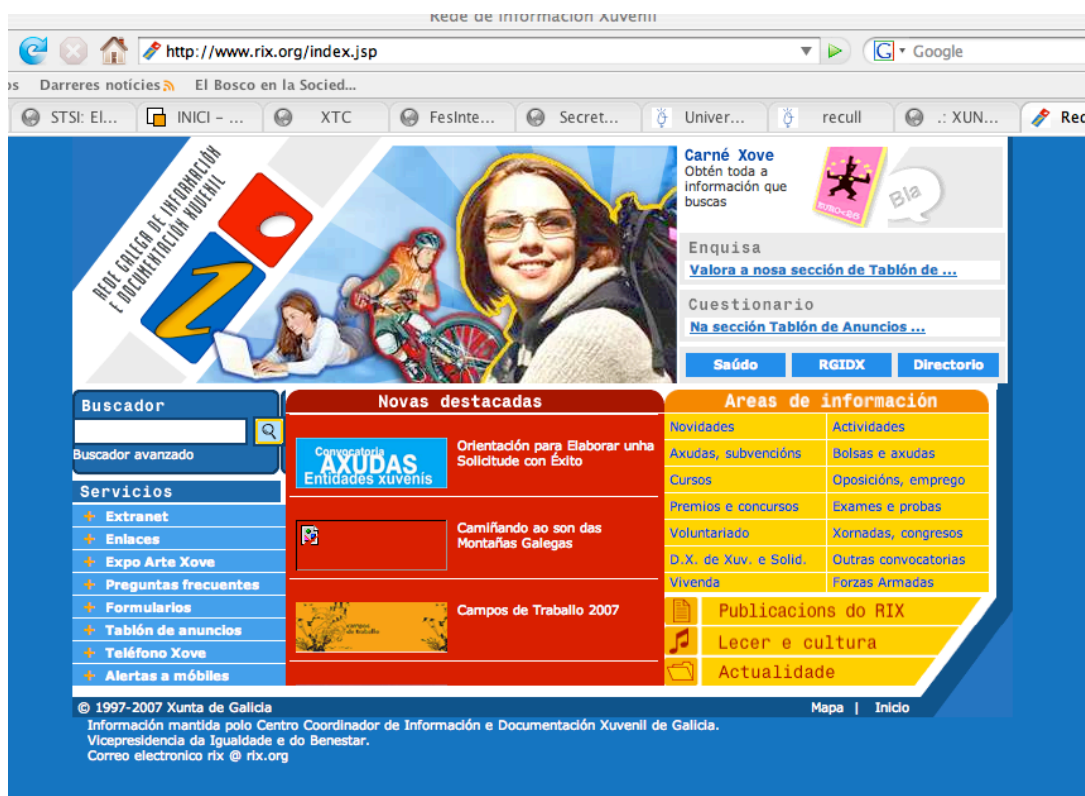 Rede de Información Xuvenil
http://www.rix.org/index.jsp
G Google
os Darreres notícies El Bosco en la Socied...
STSI: El... INICI – ... XTC FesInte... Secret... Univer... recull .: XUN... Rec
REDE GALEGA DE INFORMACIÓN
E DOCUMENTACIÓN XUVENIL
Carné Xove
Obtén toda a
información que
buscas
EURO<26
Bla
Enquisa
Valora a nosa sección de Tablón de ...
Cuestionario
Na sección Tablón de Anuncios ...
Saúdo RGIDX Directorio
Buscador
Buscador avanzado
Servicios
+ Extranet
+ Enlaces
+ Expo Arte Xove
+ Preguntas frecuentes
+ Formularios
+ Tablón de anuncios
+ Teléfono Xove
+ Alertas a móbiles
Novas destacadas
Convocatoria
AXUDAS
Entidades xuvenís
Orientación para Elaborar unha
Solicitude con Éxito
Camiñando ao son das
Montañas Galegas
campos
de traballo
Campos de Traballo 2007
Areas de información
Novidades Actividades
Axudas, subvencións Bolsas e axudas
Cursos Oposicións, emprego
Premios e concursos Exames e probas
Voluntariado Xornadas, congresos
D.X. de Xuv. e Solid. Outras convocatorias
Vivenda Forzas Armadas
Publicacions do RIX
Lecer e cultura
Actualidade
© 1997-2007 Xunta de Galicia
Mapa | Inicio
Información mantida polo Centro Coordinador de Información e Documentación Xuvenil de Galicia.
Vicepresidencia da Igualdade e do Benestar.
Correo electronico rix @ rix.org